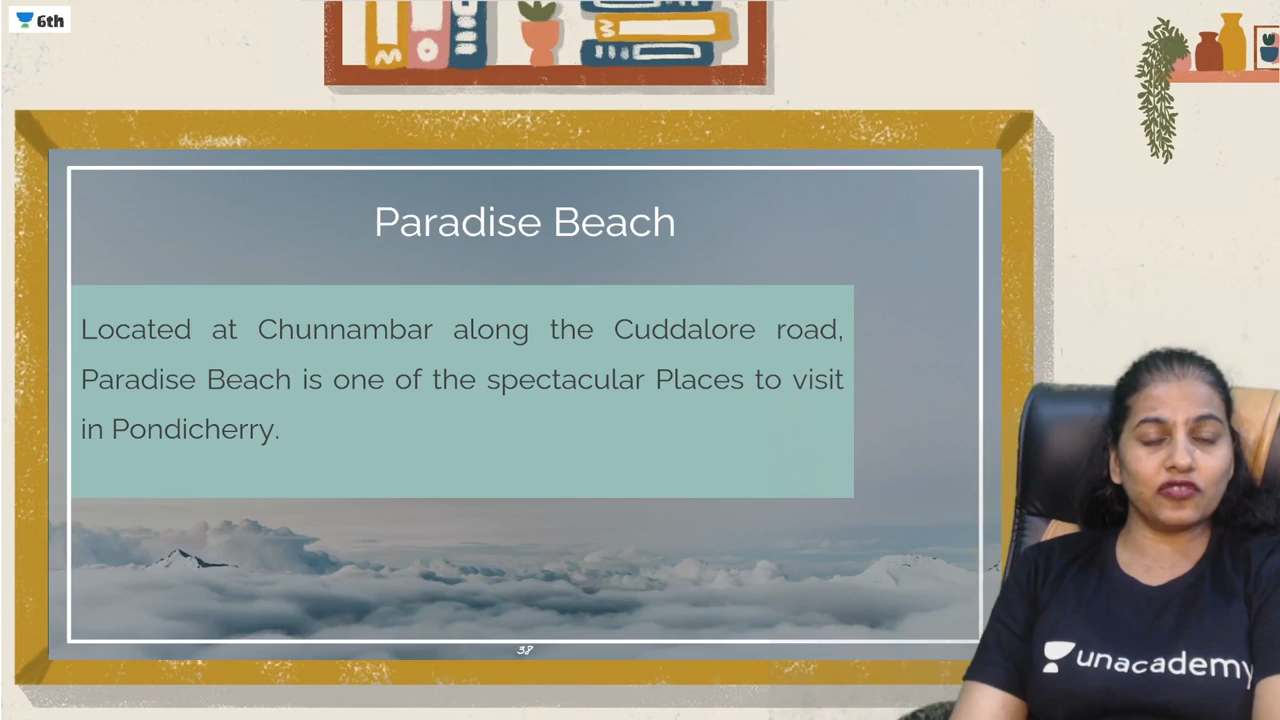 6th
Paradise Beach
Located at Chunnambar along the Cuddalore road,
Paradise Beach is one of the spectacular Places to visit
in Pondicherry.
38
unacademy